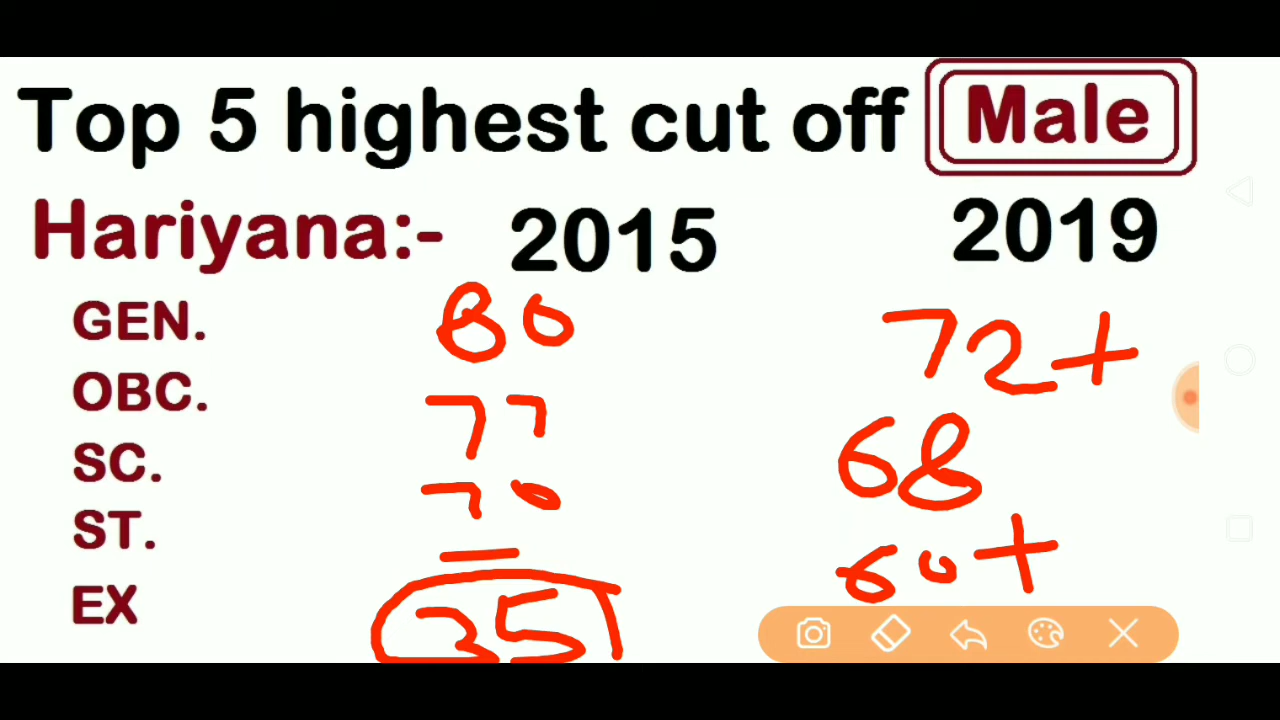 Top 5 highest cut off Male
Hariyana:- 2015 2019
GEN. 80 72+
OBC. 77 68
SC. 70 60+
ST. —
EX 35